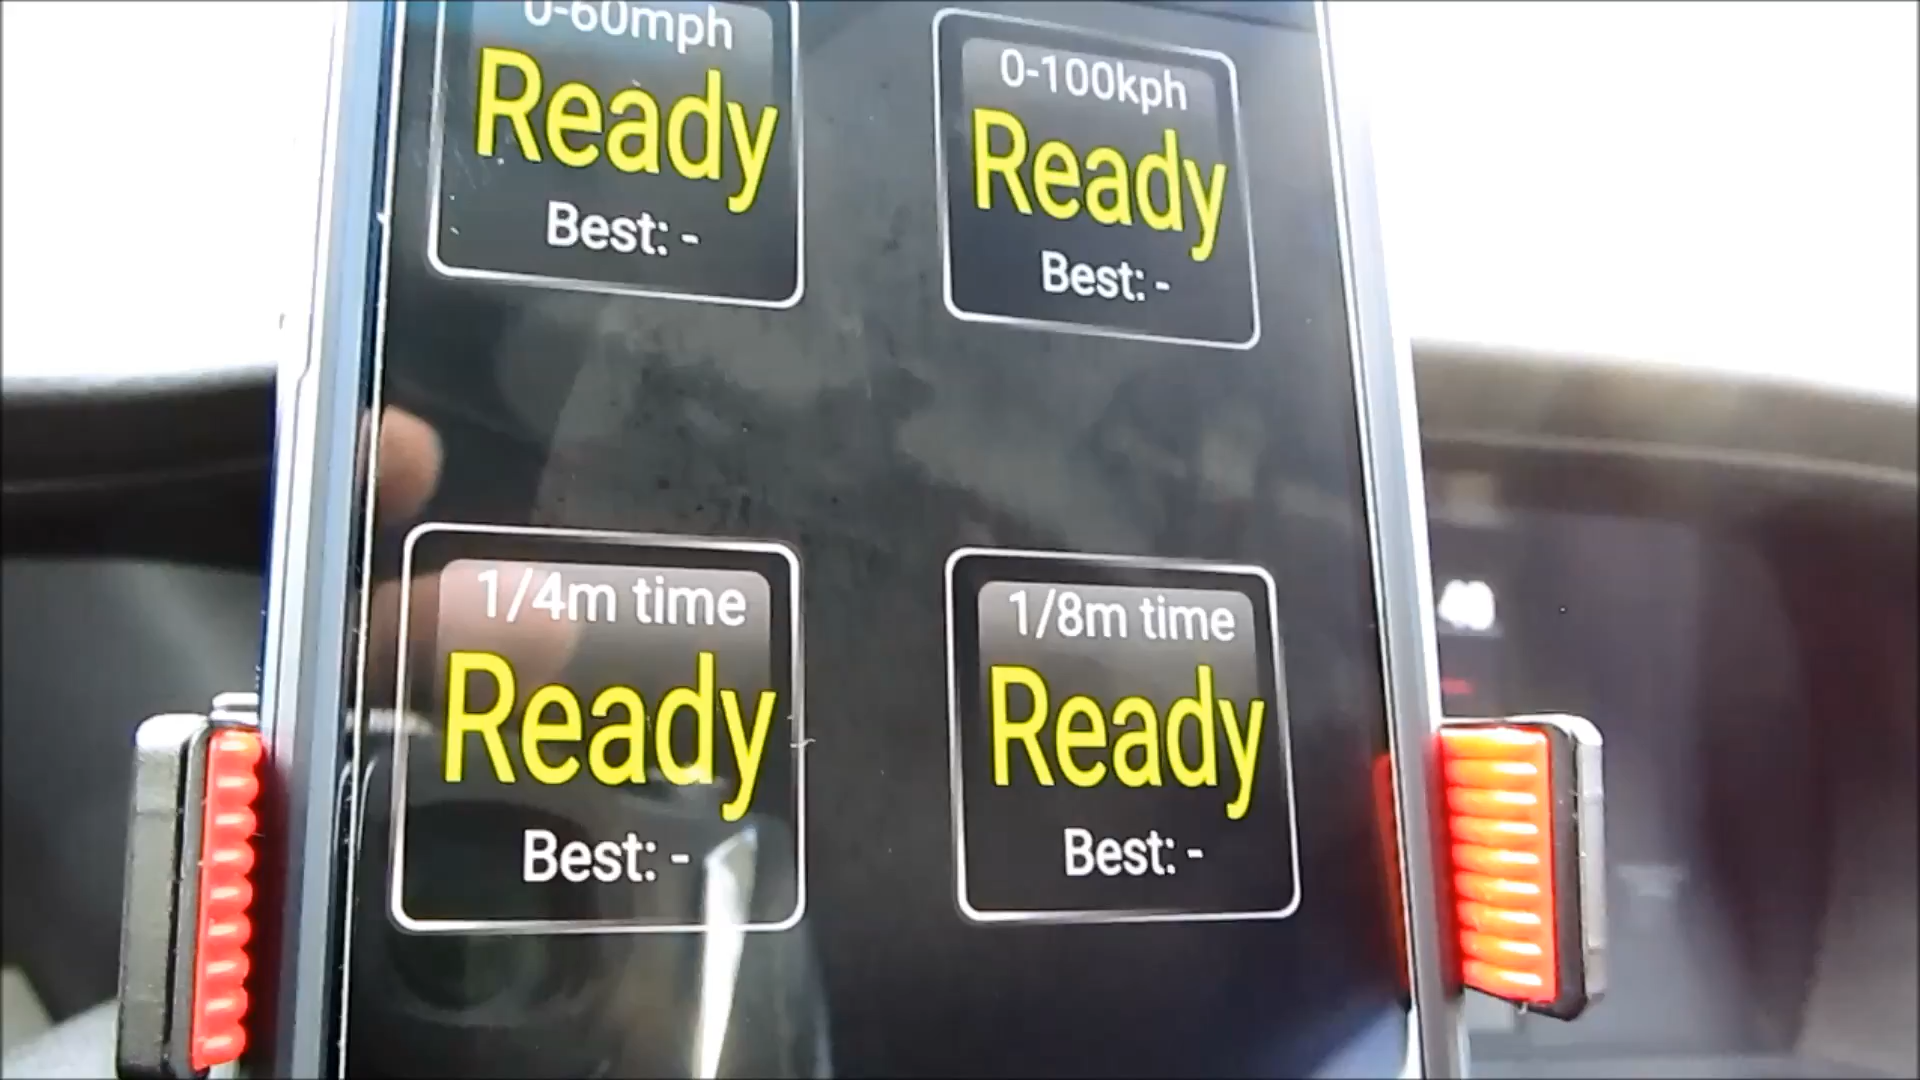 0-60mph
Ready
Best: -
0-100kph
Ready
Best: -
1/4m time
Ready
Best: -
1/8m time
Ready
Best: -